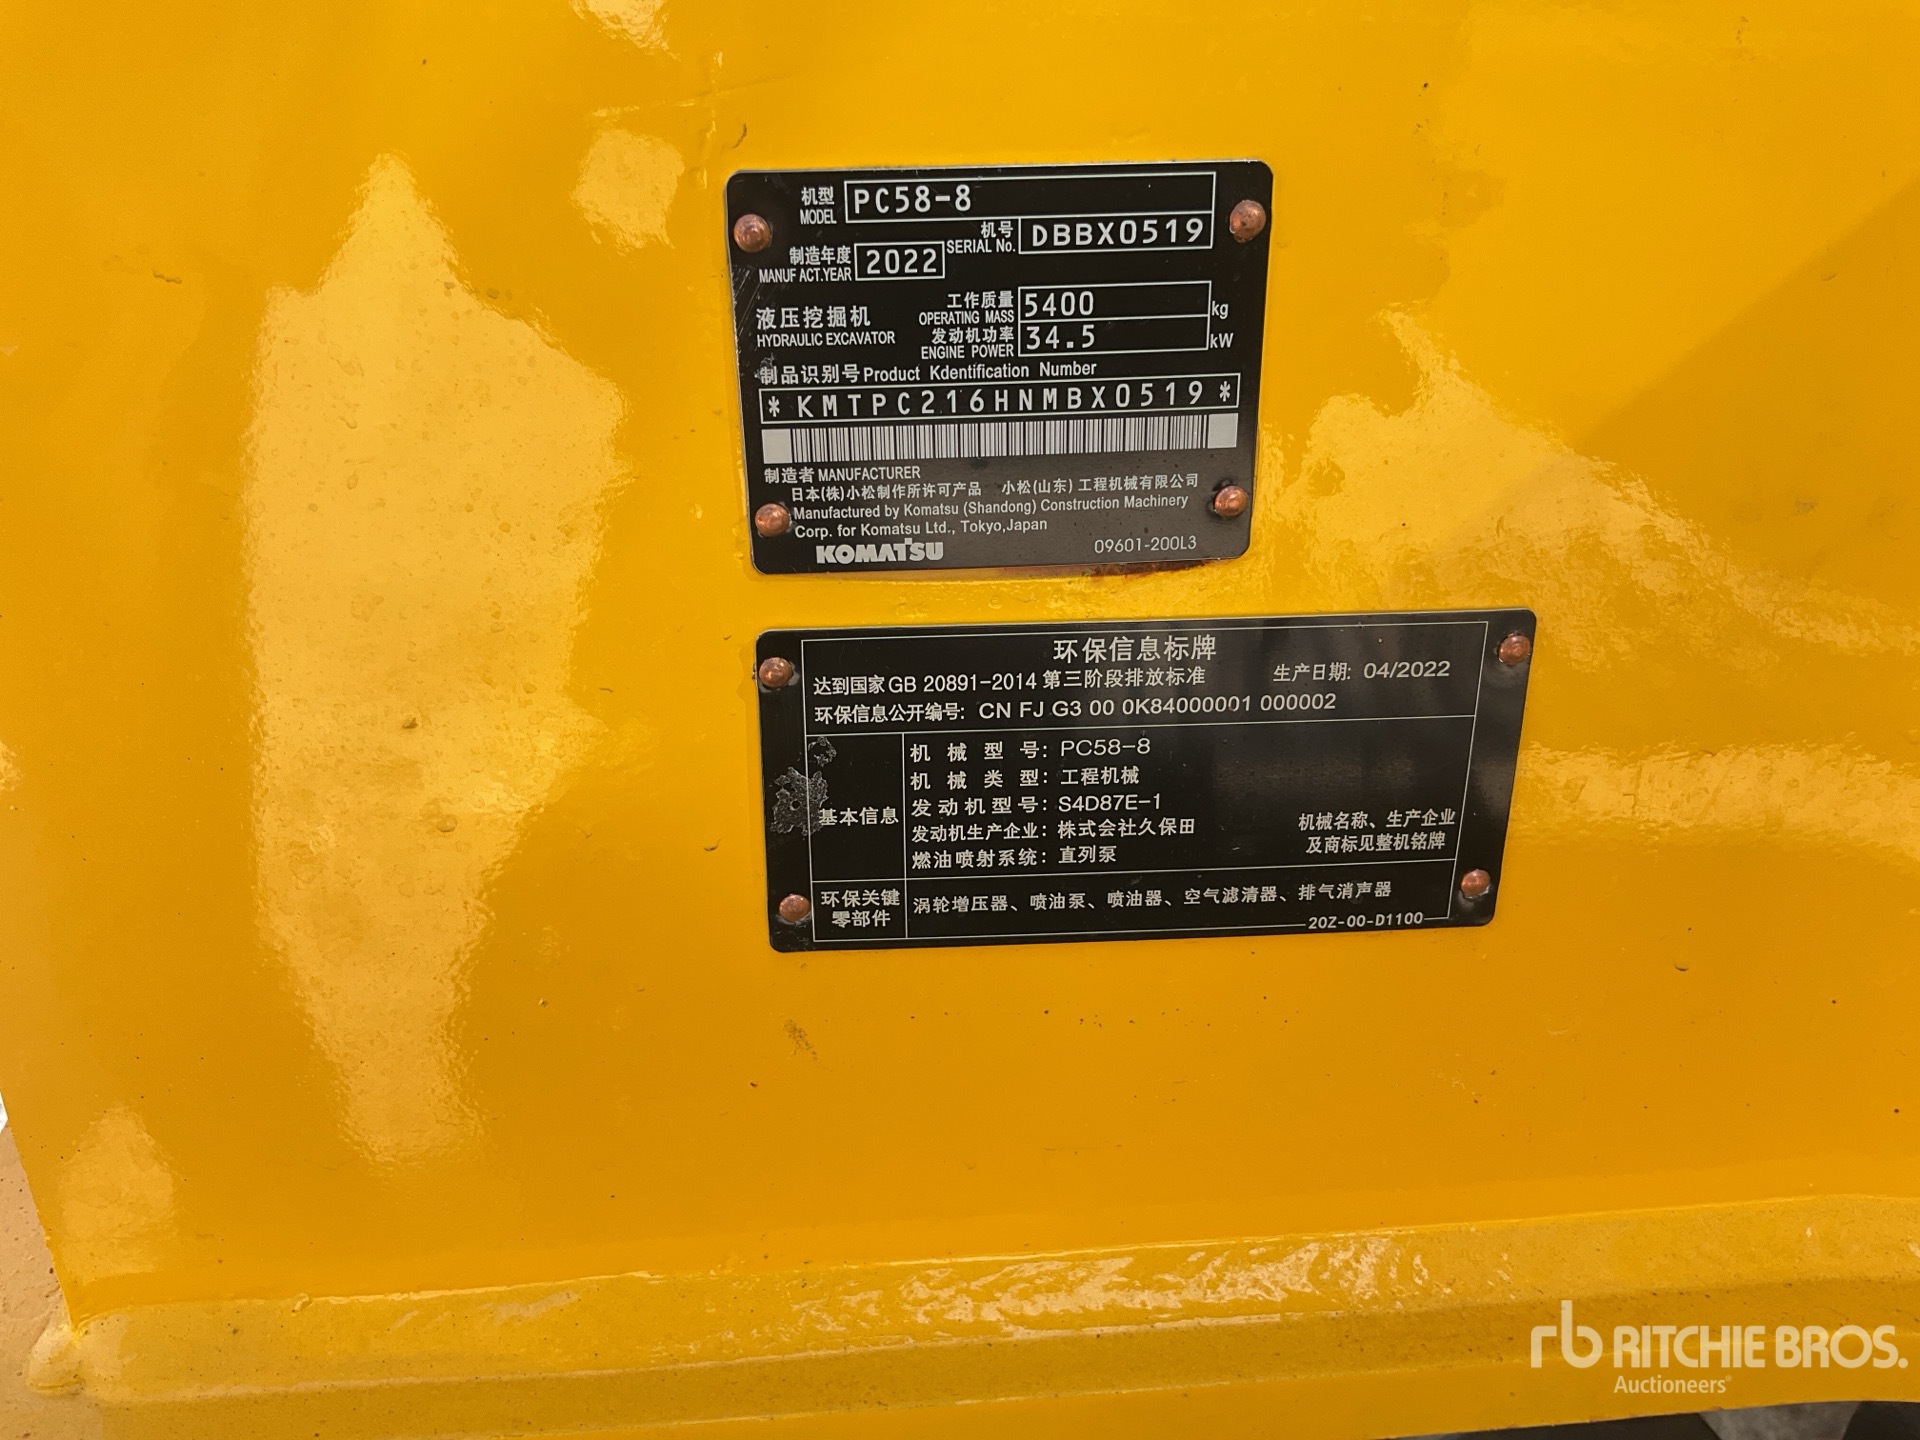 机型 MODEL PC58-8
机号 SERIAL No. DBBX0519
制造年度 MANUFACT.YEAR 2022
液压挖掘机 HYDRAULIC EXCAVATOR
工作质量 OPERATING MASS 5400 kg
发动机功率 ENGINE POWER 34.5 kW
制品识别号 Product Kdentification Number
*KMTPC216HNMBX0519*
制造者 MANUFACTURER
日本(株)小松制作所许可产品 小松(山东)工程机械有限公司
Manufactured by Komatsu (Shandong) Construction Machinery
Corp. for Komatsu Ltd., Tokyo,Japan
KOMATSU 09601-200L3
环保信息标牌
达到国家GB 20891-2014 第三阶段排放标准 生产日期: 04/2022
环保信息公开编号: CN FJ G3 00 0K84000001 000002
基本信息
机械型号: PC58-8
机械类型: 工程机械
发动机型号: S4D87E-1
发动机生产企业: 株式会社久保田
燃油喷射系统: 直列泵
机械名称、生产企业
及商标见整机铭牌
环保关键
零部件
涡轮增压器、喷油泵、喷油器、空气滤清器、排气消声器
20Z-00-D1100
rb RITCHIE BROS.
Auctioneers